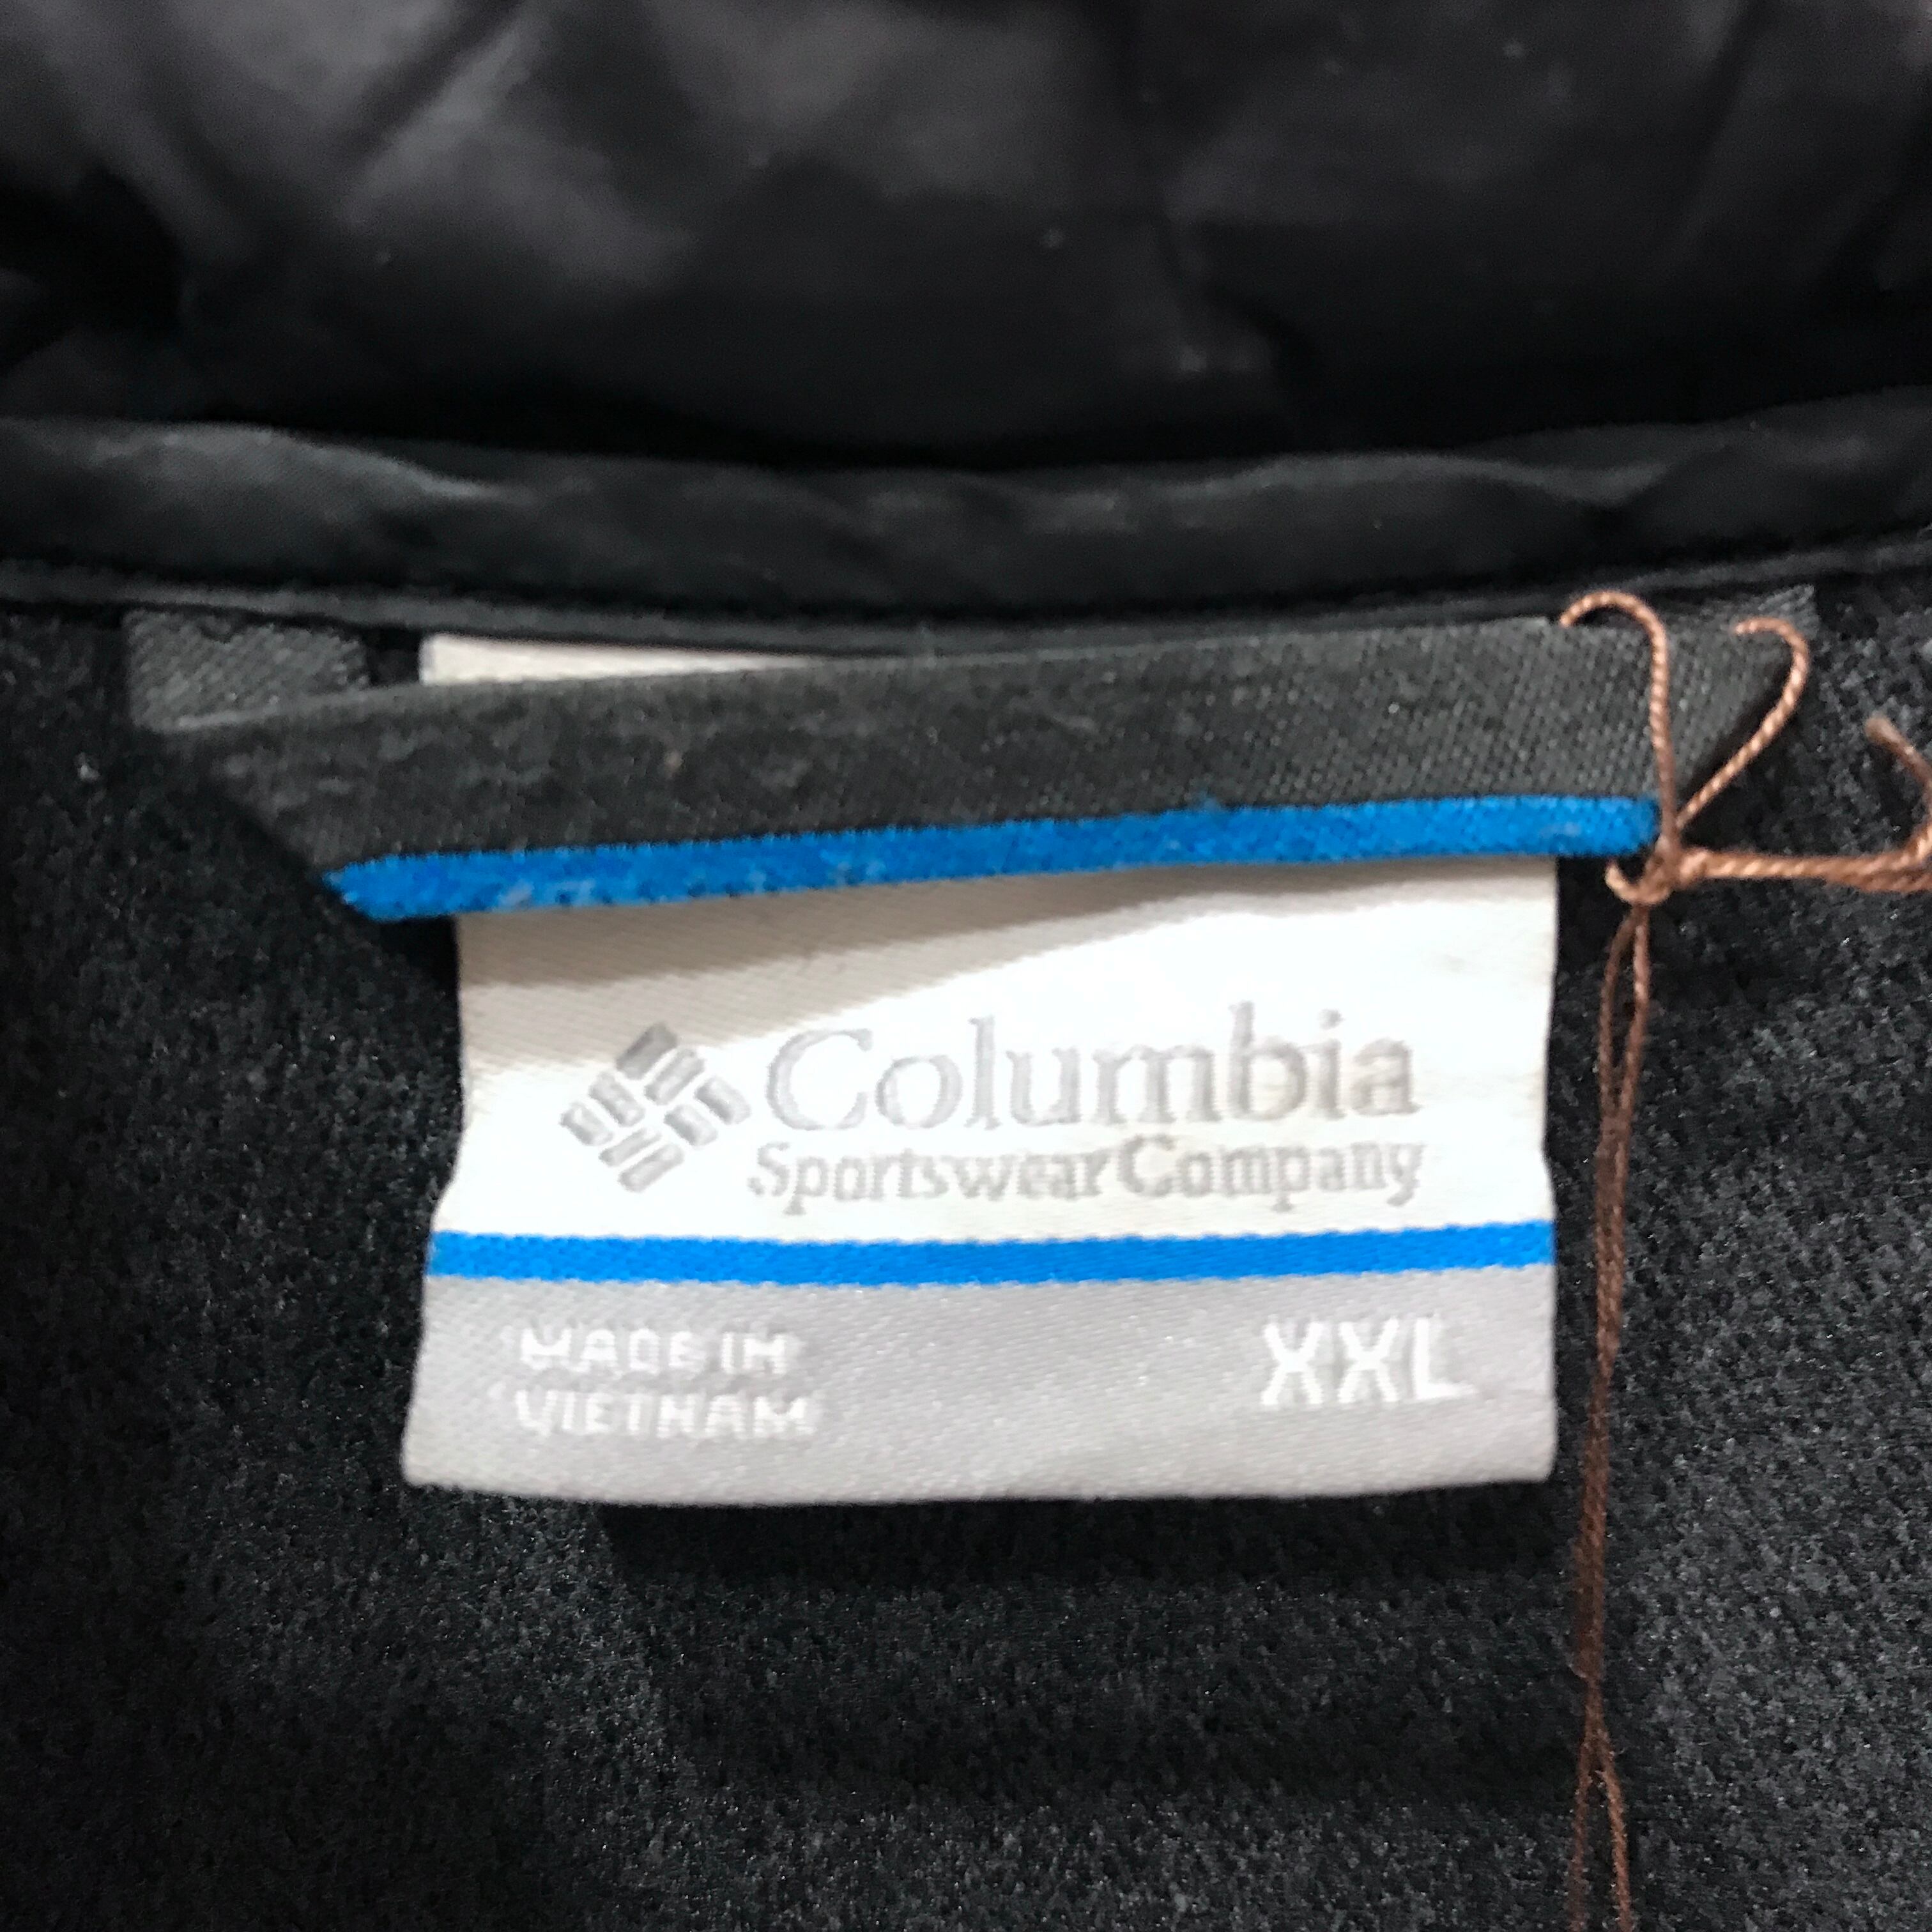 Columbia
Sportswear Company
MADE IN XXL
VIETNAM